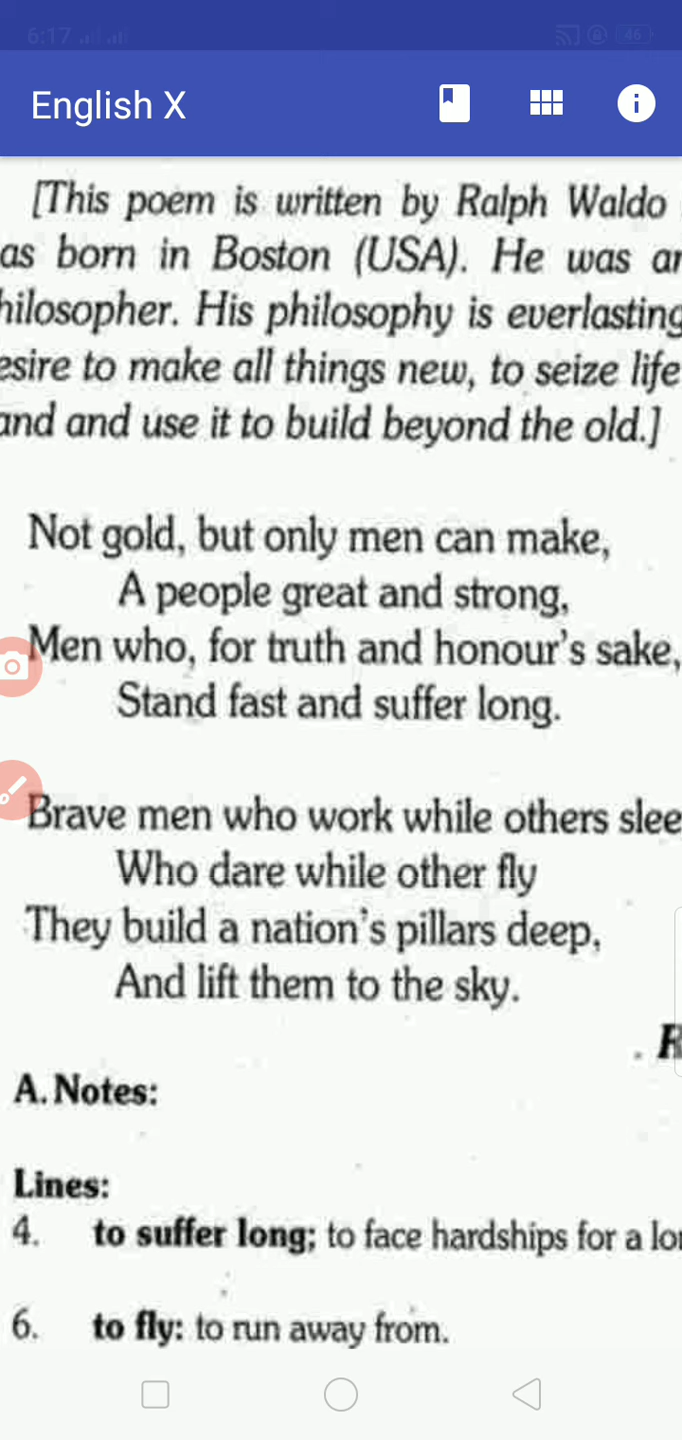 6:17
46
English X
[This poem is written by Ralph Waldo
as born in Boston (USA). He was
hilosopher. His philosophy is everlasting
esire to make all things new, to seize life
and and use it to build beyond the old.]
Not gold, but only men can make,
A people great and strong,
Men who, for truth and honour's sake,
Stand fast and suffer long.
Brave men who work while others slee
Who dare while other fly
They build a nation's pillars deep,
And lift them to the sky.
. R
A. Notes:
Lines:
4. to suffer long; to face hardships for a lo
6. to fly: to run away from.